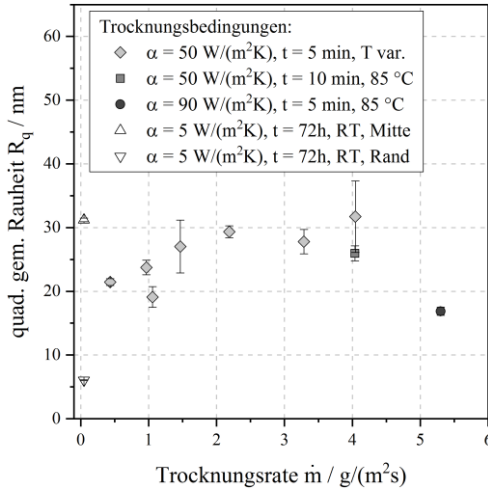 Trocknungsbedingungen:
α = 50 W/(m²K), t = 5 min, T var.
α = 50 W/(m²K), t = 10 min, 85 °C
α = 90 W/(m²K), t = 5 min, 85 °C
α = 5 W/(m²K), t = 72h, RT, Mitte
α = 5 W/(m²K), t = 72h, RT, Rand
quad. gem. Rauheit R_q / nm
60
50
40
30
20
10
0
0 1 2 3 4 5 6
Trocknungsrate ṁ / g/(m²s)